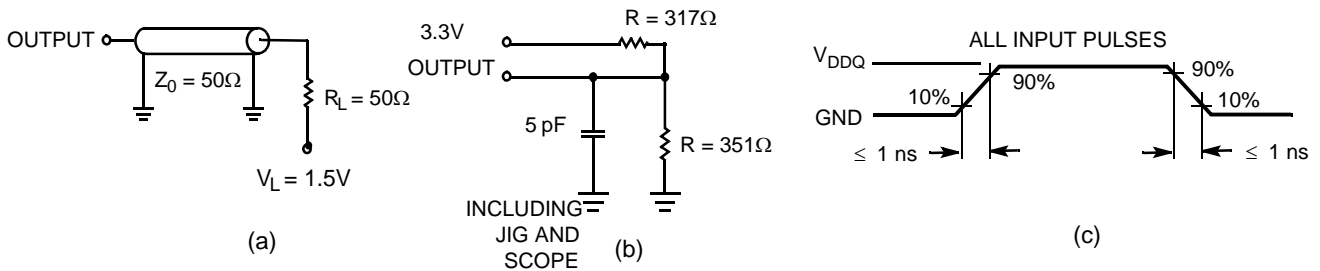 OUTPUT
Z0 = 50Ω
RL = 50Ω
VL = 1.5V
(a)
R = 317Ω
3.3V
OUTPUT
5 pF
R = 351Ω
INCLUDING
JIG AND
SCOPE
(b)
ALL INPUT PULSES
VDDQ
GND
10%
90%
90%
10%
≤ 1 ns
≤ 1 ns
(c)